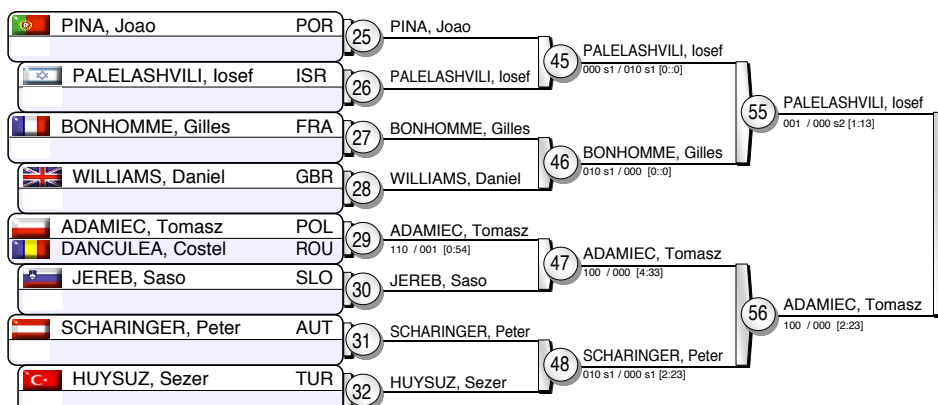 PINA, Joao POR
PALELASHVILI, Iosef ISR
BONHOMME, Gilles FRA
WILLIAMS, Daniel GBR
ADAMIEC, Tomasz POL
DANCULEA, Costel ROU
JEREB, Saso SLO
SCHARINGER, Peter AUT
HUYSUZ, Sezer TUR
25
26
27
28
29
30
31
32
PINA, Joao
PALELASHVILI, Iosef
BONHOMME, Gilles
WILLIAMS, Daniel
ADAMIEC, Tomasz
110 / 001 [0:54]
JEREB, Saso
SCHARINGER, Peter
HUYSUZ, Sezer
45
46
47
48
PALELASHVILI, Iosef
000 s1 / 010 s1 [0::0]
BONHOMME, Gilles
010 s1 / 000 [0::0]
ADAMIEC, Tomasz
100 / 000 [4:33]
SCHARINGER, Peter
010 s1 / 000 s1 [2:23]
55
56
PALELASHVILI, Iosef
001 / 000 s2 [1:13]
ADAMIEC, Tomasz
100 / 000 [2:23]